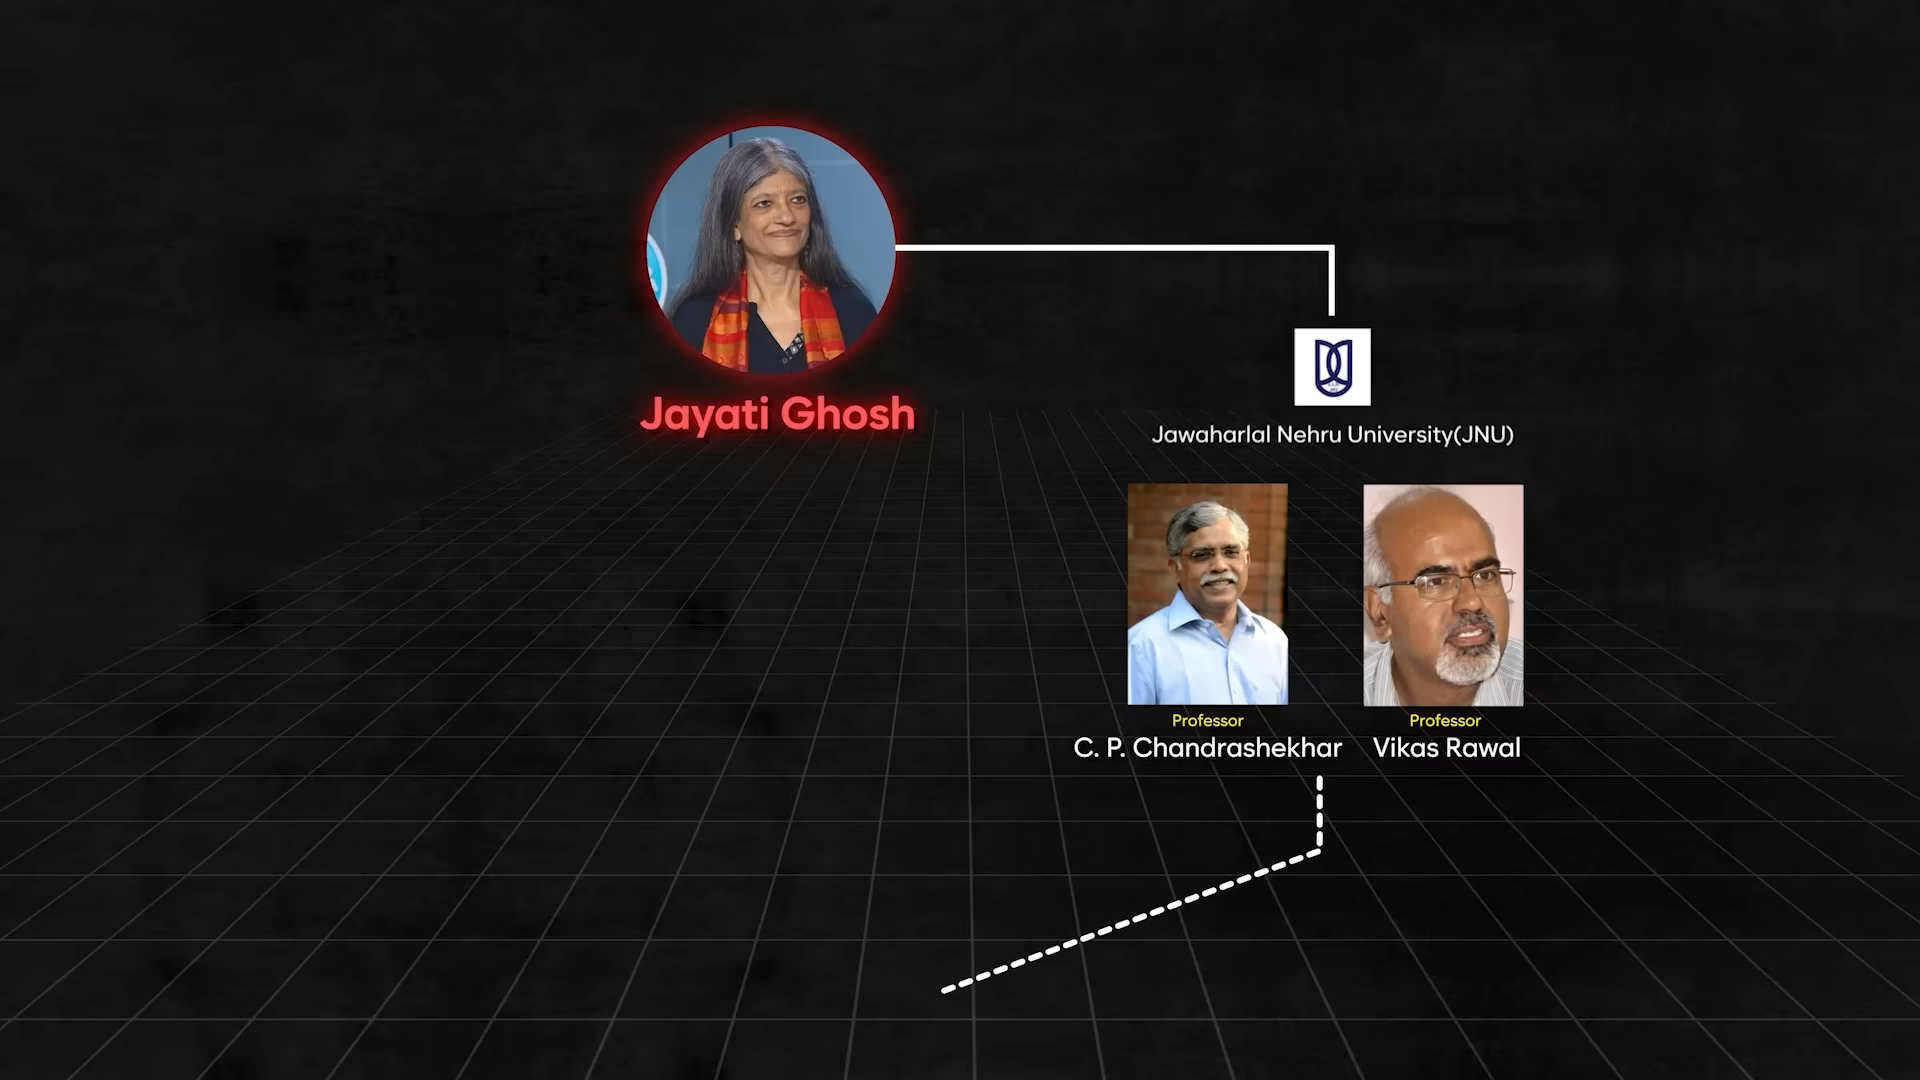 Jayati Ghosh
Jawaharlal Nehru University(JNU)
Professor
C. P. Chandrashekhar
Professor
Vikas Rawal